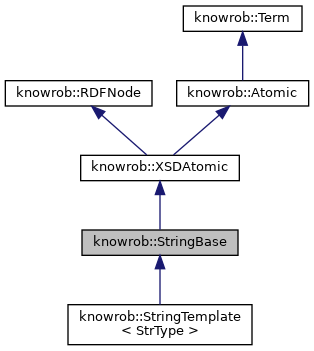 knowrob::Term
knowrob::RDFNode
knowrob::Atomic
knowrob::XSDAtomic
knowrob::StringBase
knowrob::StringTemplate
< StrType >